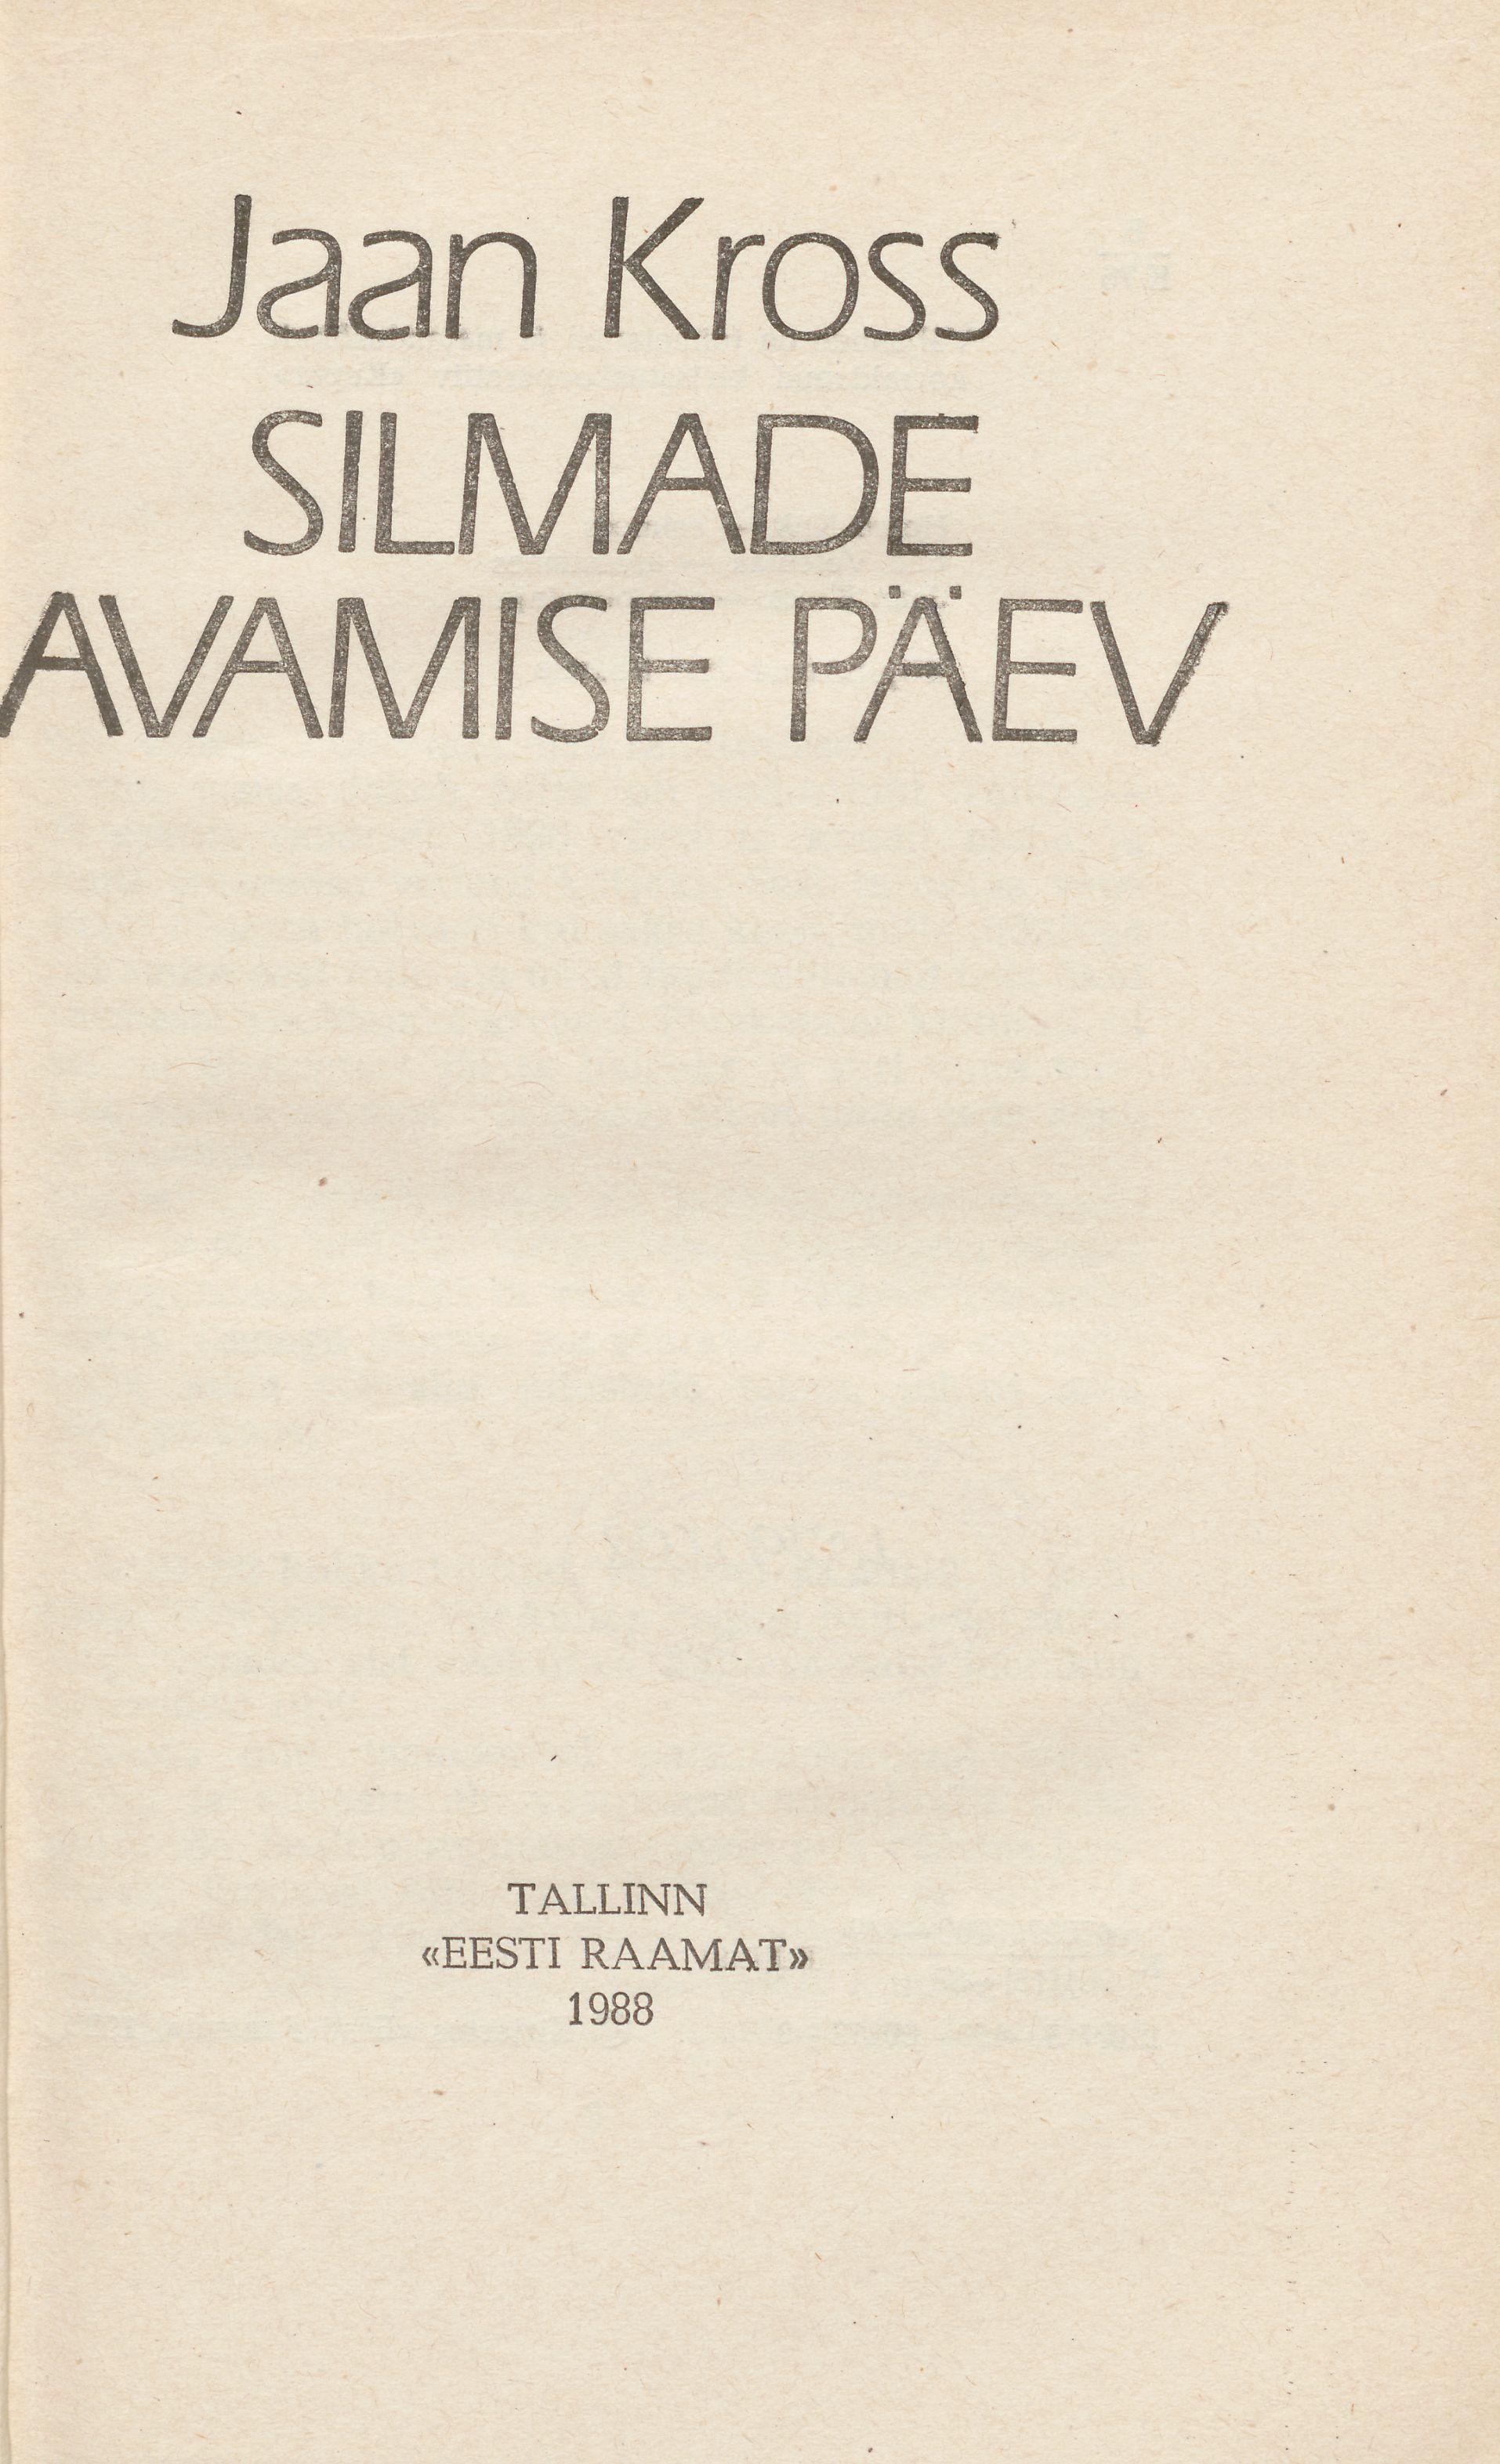 Jaan Kross
SILMADE
AVAMISE PÄEV
TALLINN
«EESTI RAAMAT»
1988